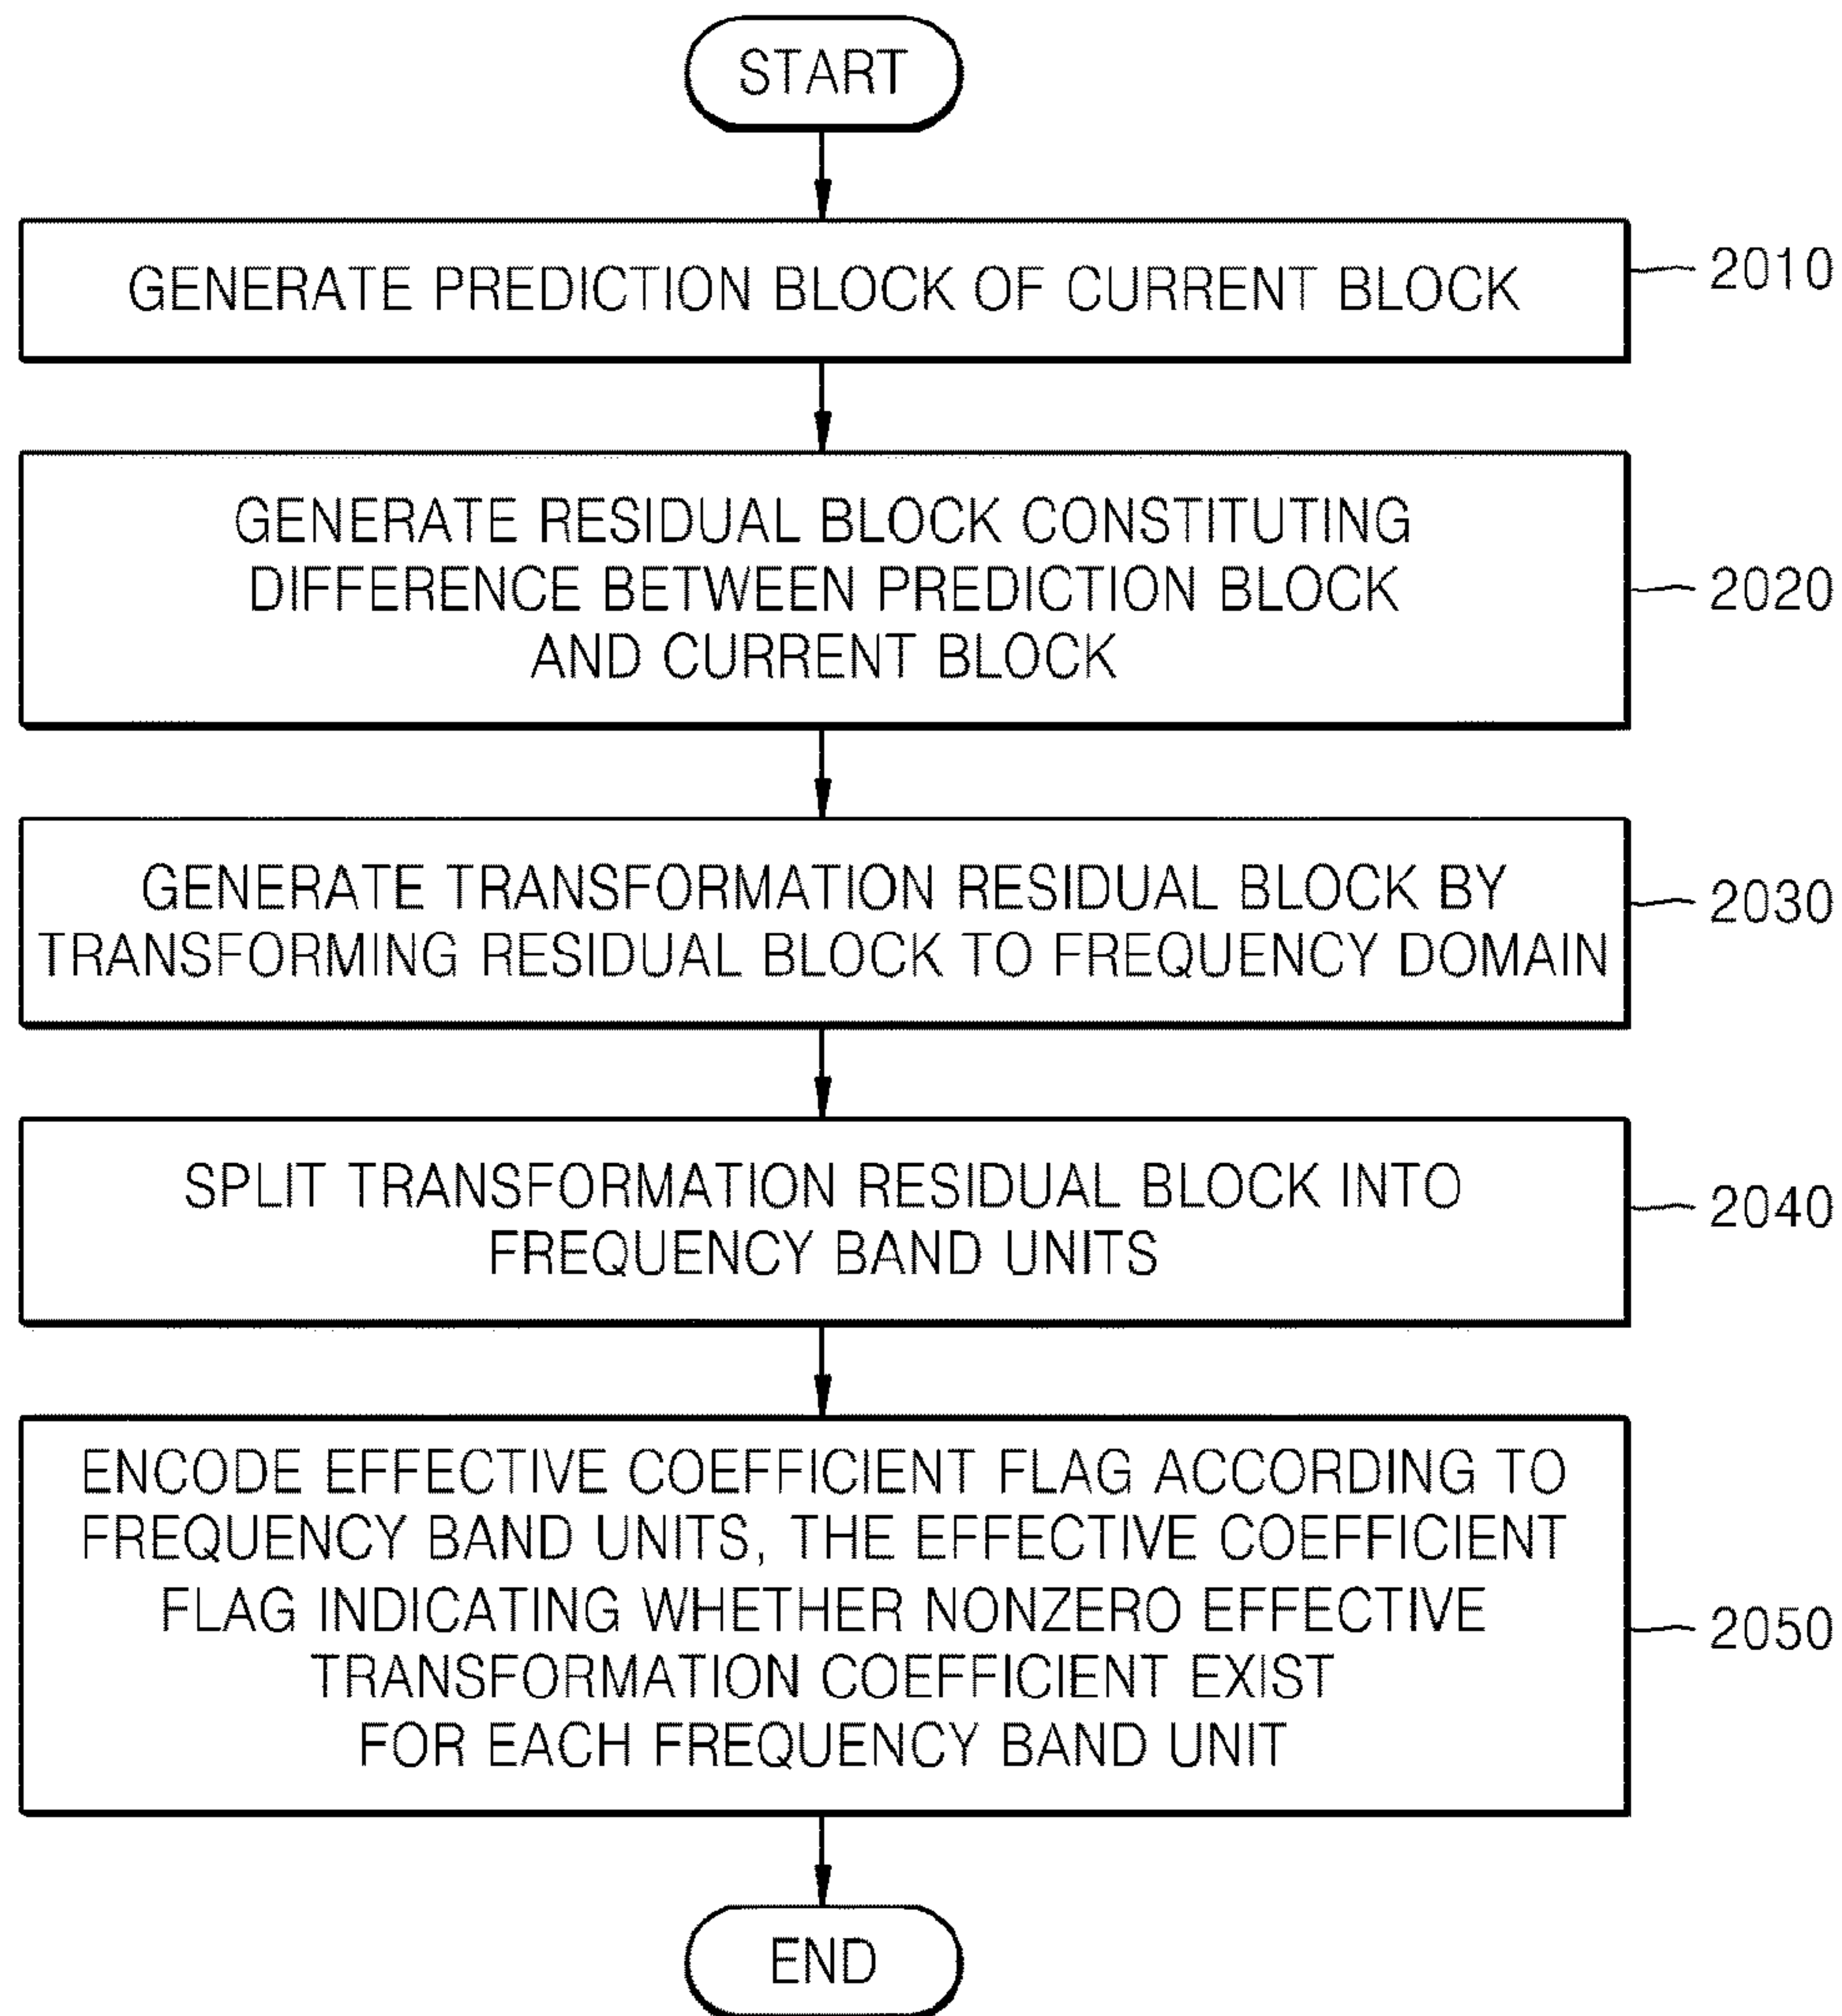 START
GENERATE PREDICTION BLOCK OF CURRENT BLOCK
2010
GENERATE RESIDUAL BLOCK CONSTITUTING
DIFFERENCE BETWEEN PREDICTION BLOCK
AND CURRENT BLOCK
2020
GENERATE TRANSFORMATION RESIDUAL BLOCK BY
TRANSFORMING RESIDUAL BLOCK TO FREQUENCY DOMAIN
2030
SPLIT TRANSFORMATION RESIDUAL BLOCK INTO
FREQUENCY BAND UNITS
2040
ENCODE EFFECTIVE COEFFICIENT FLAG ACCORDING TO
FREQUENCY BAND UNITS, THE EFFECTIVE COEFFICIENT
FLAG INDICATING WHETHER NONZERO EFFECTIVE
TRANSFORMATION COEFFICIENT EXIST
FOR EACH FREQUENCY BAND UNIT
2050
END